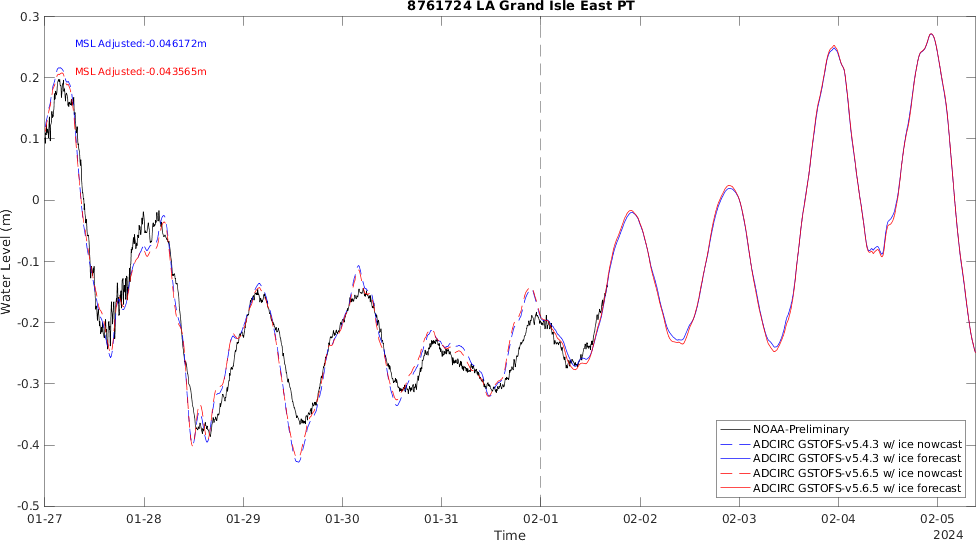 8761724 LA Grand Isle East PT
MSL Adjusted:-0.046172m
MSL Adjusted:-0.043565m
Water Level (m)
0.3
0.2
0.1
0
-0.1
-0.2
-0.3
-0.4
-0.5
NOAA-Preliminary
ADCIRC GSTOFS-v5.4.3 w/ ice nowcast
ADCIRC GSTOFS-v5.4.3 w/ ice forecast
ADCIRC GSTOFS-v5.6.5 w/ ice nowcast
ADCIRC GSTOFS-v5.6.5 w/ ice forecast
01-27 01-28 01-29 01-30 01-31 02-01 02-02 02-03 02-04 02-05
2024
Time